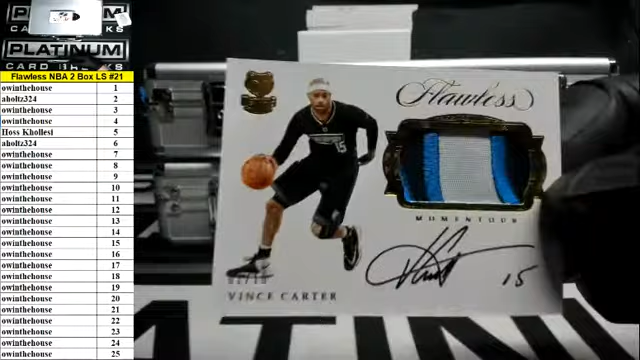 PLATINUM
CARD BREAKS
Flawless NBA 2 Box LS #21
owinthehouse 1
aholtz324 2
owinthehouse 3
owinthehouse 4
Hoss Khollesi 5
aholtz324 6
owinthehouse 7
owinthehouse 8
owinthehouse 9
owinthehouse 10
owinthehouse 11
owinthehouse 12
owinthehouse 13
owinthehouse 14
owinthehouse 15
owinthehouse 16
owinthehouse 17
owinthehouse 18
owinthehouse 19
owinthehouse 20
owinthehouse 21
owinthehouse 22
owinthehouse 23
owinthehouse 24
owinthehouse 25
PLATINUM
Flawless
15
MOMENTOUS
15
VINCE CARTER